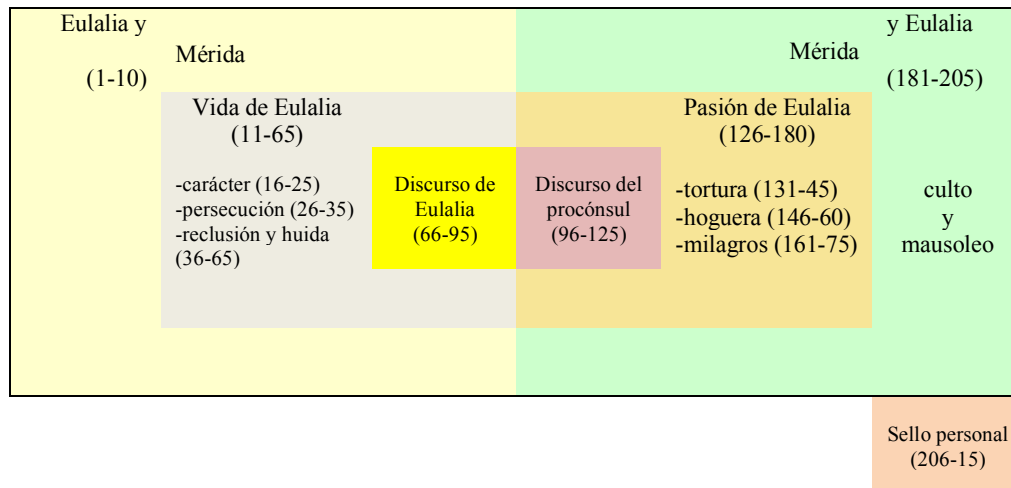 Eulalia y
Mérida
(1-10)
Vida de Eulalia
(11-65)
-carácter (16-25)
-persecución (26-35)
-reclusión y huida
(36-65)
Discurso de
Eulalia
(66-95)
Discurso del
procónsul
(96-125)
Pasión de Eulalia
(126-180)
-tortura (131-45)
-hoguera (146-60)
-milagros (161-75)
Mérida
y Eulalia
(181-205)
culto
y
mausoleo
Sello personal
(206-15)